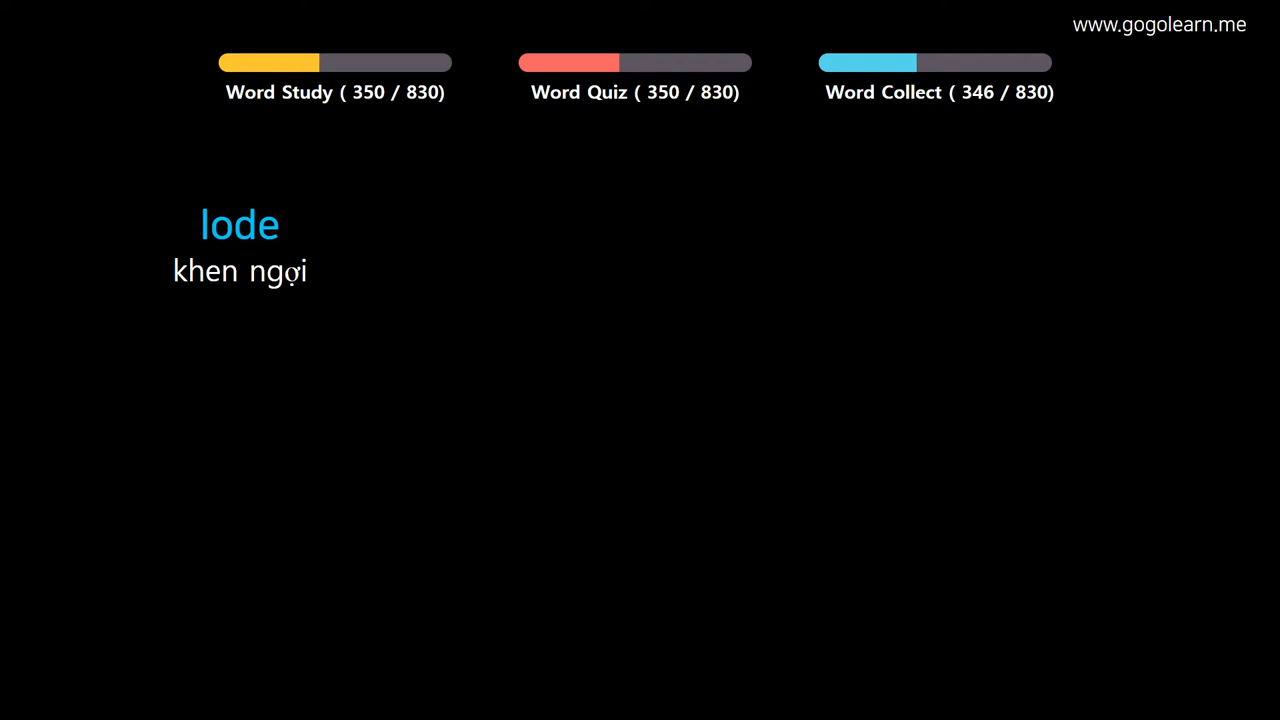 www.gogolearn.me
Word Study ( 350 / 830)
Word Quiz ( 350 / 830)
Word Collect ( 346 / 830)
lode
khen ngợi